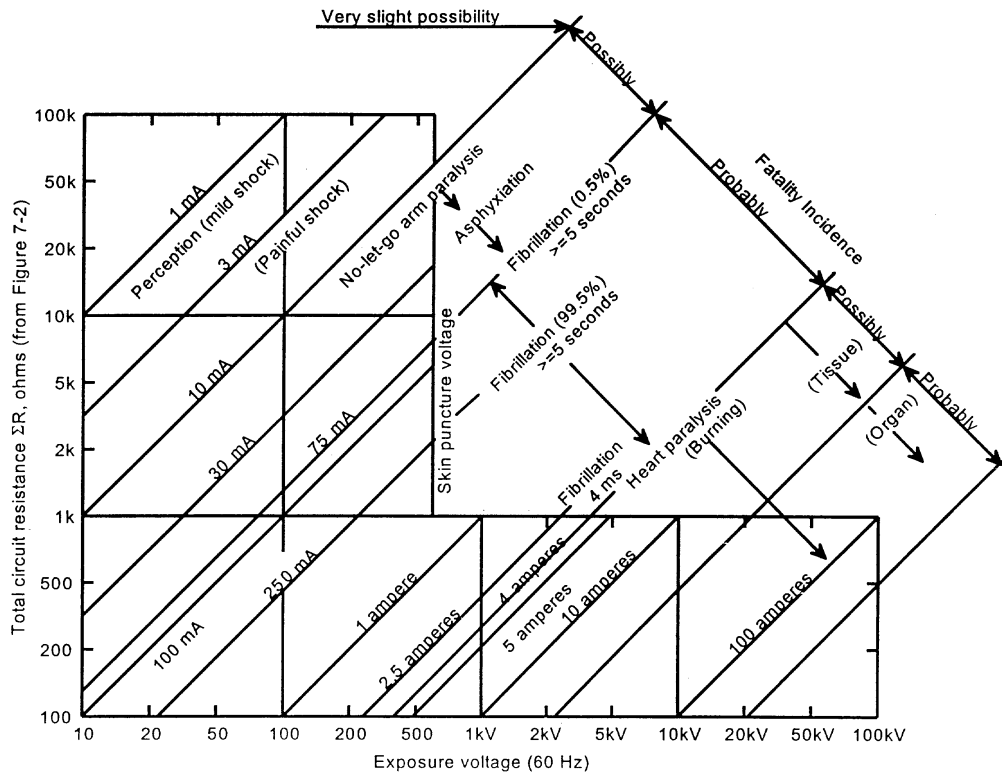 Very slight possibility
Possibly
Probably
Fatality Incidence
Possibly
Probably
100k
50k
20k
10k
5k
2k
1k
500
200
100
Total circuit resistance ΣR, ohms (from Figure 7-2)
1 mA
Perception (mild shock)
3 mA
(Painful shock)
No-let-go arm paralysis
Asphyxiation
Fibrillation (0.5%)
>=5 seconds
Fibrillation (99.5%)
>=5 seconds
Skin puncture voltage
10 mA
30 mA
75 mA
100 mA
250 mA
1 ampere
2.5 amperes
4 amperes
5 amperes
10 amperes
100 amperes
Fibrillation
4 ms
Heart paralysis
(Burning)
(Tissue)
(Organ)
10
20
50
100
200
500
1kV
2kV
5kV
10kV
20kV
50kV
100kV
Exposure voltage (60 Hz)